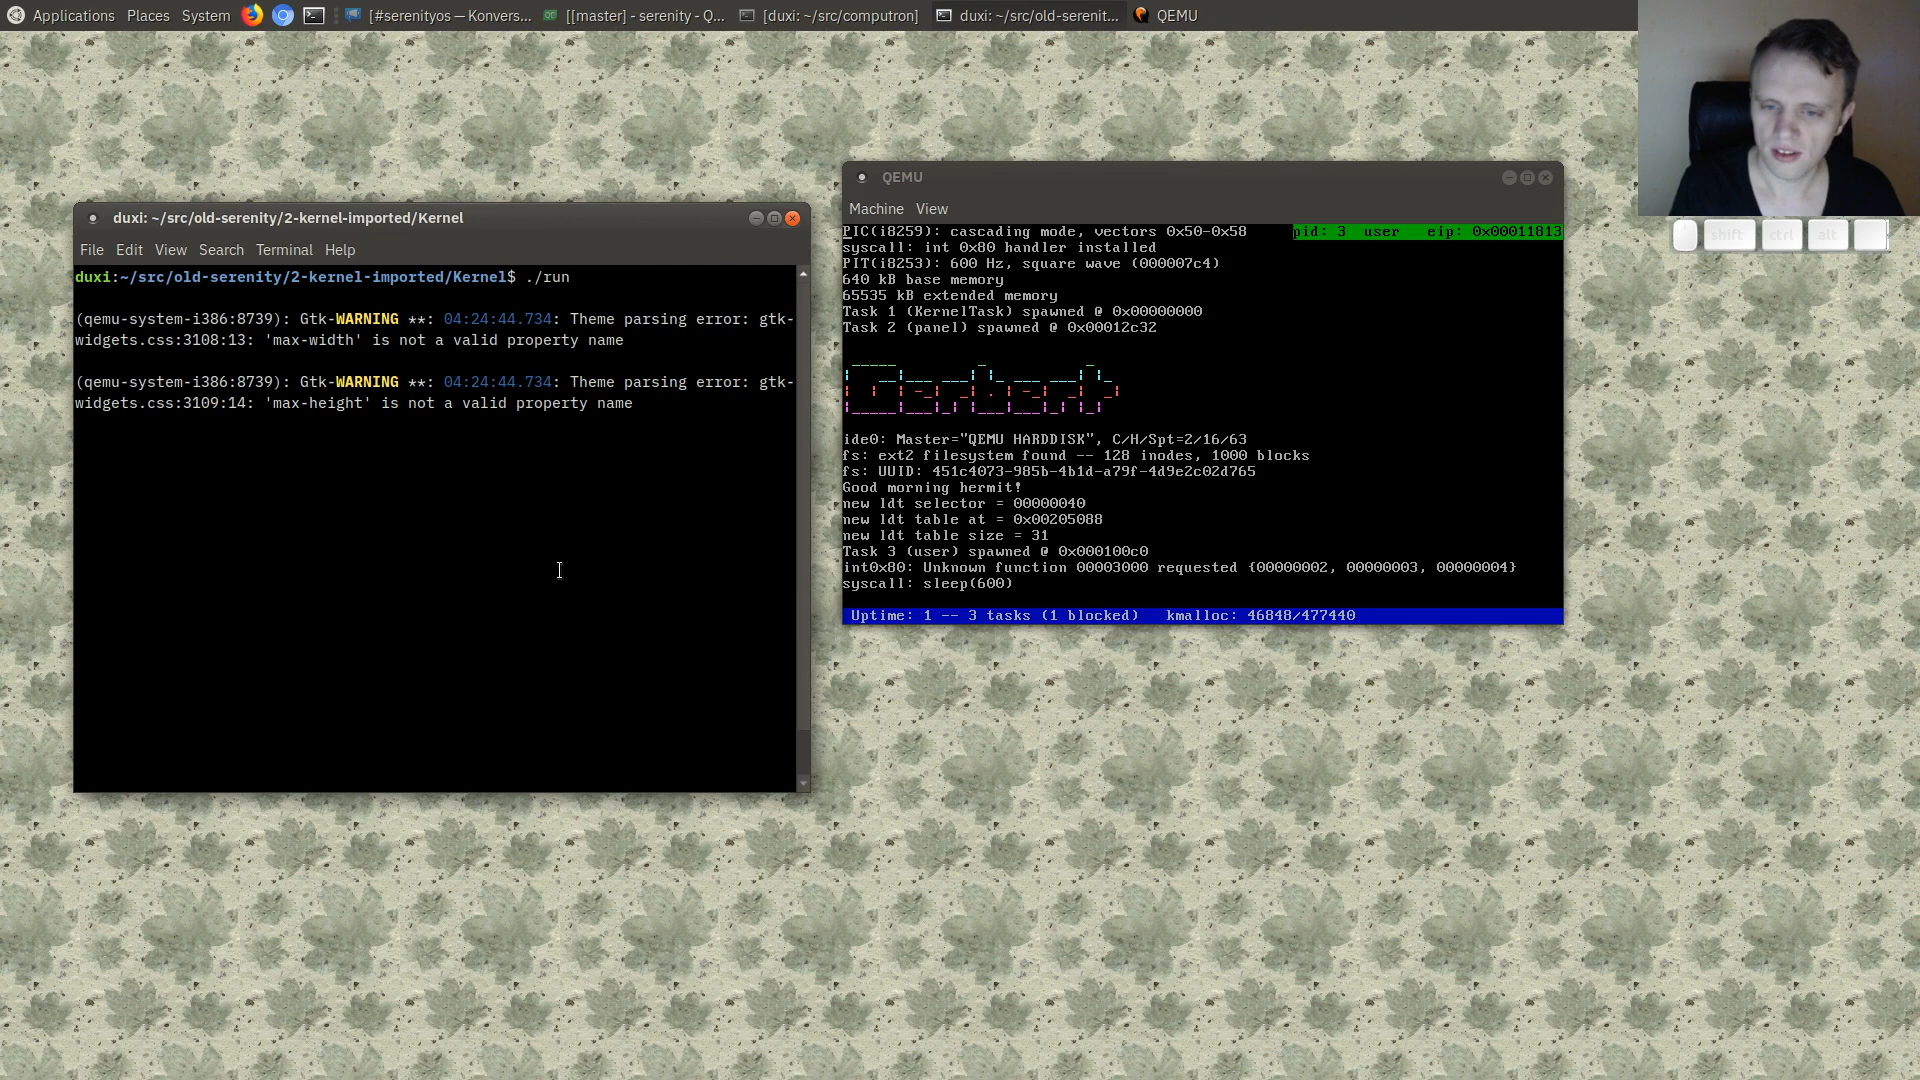 Applications Places System [#serenityos — Konvers... [[master] - serenity - Q... [duxi: ~/src/computron] duxi: ~/src/old-serenit... QEMU
shift ctrl alt
duxi: ~/src/old-serenity/2-kernel-imported/Kernel
File Edit View Search Terminal Help
duxi:~/src/old-serenity/2-kernel-imported/Kernel$ ./run
(qemu-system-i386:8739): Gtk-WARNING **: 04:24:44.734: Theme parsing error: gtk-
widgets.css:3108:13: 'max-width' is not a valid property name
(qemu-system-i386:8739): Gtk-WARNING **: 04:24:44.734: Theme parsing error: gtk-
widgets.css:3109:14: 'max-height' is not a valid property name
QEMU
Machine View
PIC(i8259): cascading mode, vectors 0x50-0x58 pid: 3 user eip: 0x00011813
syscall: int 0x80 handler installed
PIT(i8253): 600 Hz, square wave (000007c4)
640 kB base memory
65535 kB extended memory
Task 1 (KernelTask) spawned @ 0x00000000
Task 2 (panel) spawned @ 0x00012c32
ide0: Master="QEMU HARDDISK", C/H/Spt=2/16/63
fs: ext2 filesystem found -- 128 inodes, 1000 blocks
fs: UUID: 451c4073-985b-4b1d-a79f-4d9e2c02d765
Good morning hermit!
new ldt selector = 00000040
new ldt table at = 0x00205088
new ldt table size = 31
Task 3 (user) spawned @ 0x000100c0
int0x80: Unknown function 00003000 requested {00000002, 00000003, 00000004}
syscall: sleep(600)
Uptime: 1 -- 3 tasks (1 blocked) kmalloc: 46848/477440